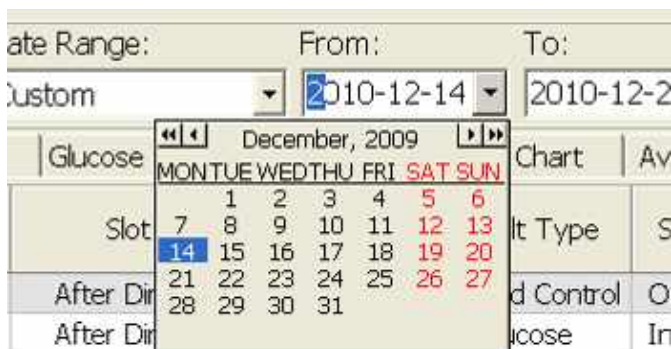 ate Range: From: To:
Custom 2010-12-14 2010-12-2
December, 2009
Glucose Chart Av
MON TUE WED THU FRI SAT SUN
1 2 3 4 5 6
Slot 7 8 9 10 11 12 13 lt Type S
14 15 16 17 18 19 20
21 22 23 24 25 26 27
After Din d Control O
28 29 30 31
After Din ucose In